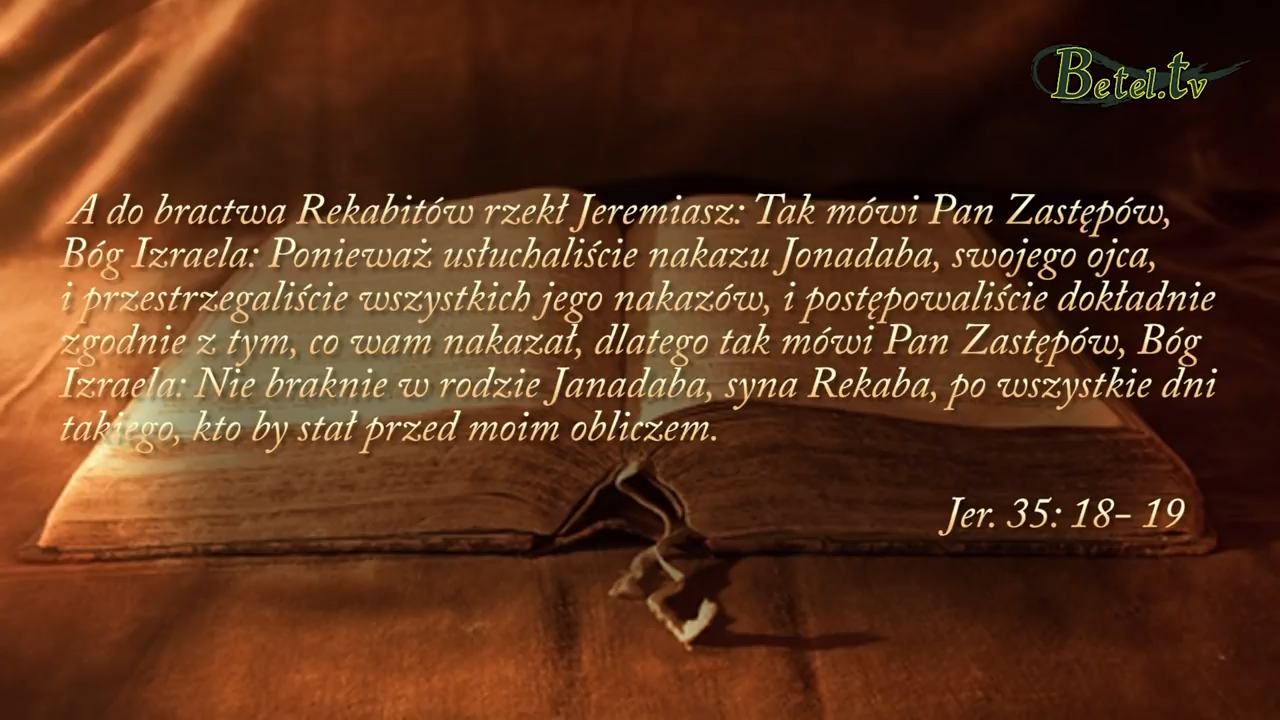 Betel.tv
A do bractwa Rekabitów rzekł Jeremiasz: Tak mówi Pan Zastępów,
Bóg Izraela: Ponieważ usłuchaliście nakazu Jonadaba, swojego ojca,
i przestrzegaliście wszystkich jego nakazów, i postępowaliście dokładnie
zgodnie z tym, co wam nakazał, dlatego tak mówi Pan Zastępów, Bóg
Izraela: Nie braknie w rodzie Janadaba, syna Rekaba, po wszystkie dni
takiego, kto by stał przed moim obliczem.
Jer. 35: 18- 19